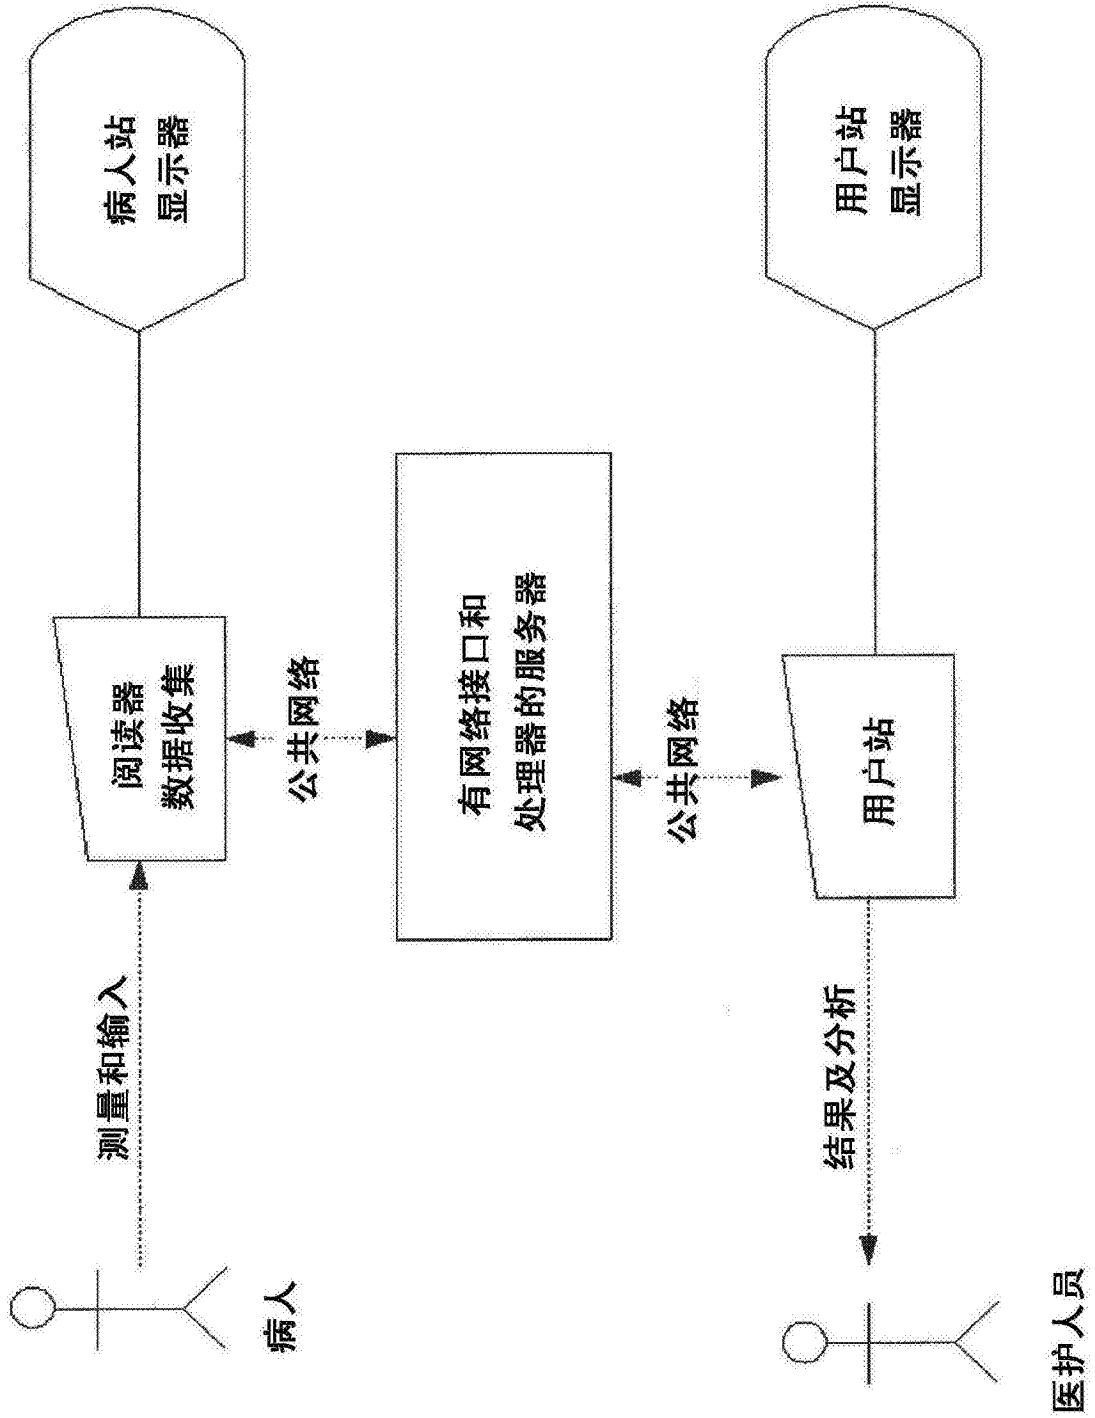 病人站
显示器
阅读器
数据收集
测量和输入
病人
公共网络
有网络接口和
处理器的服务器
公共网络
用户站
显示器
用户站
结果及分析
医护人员